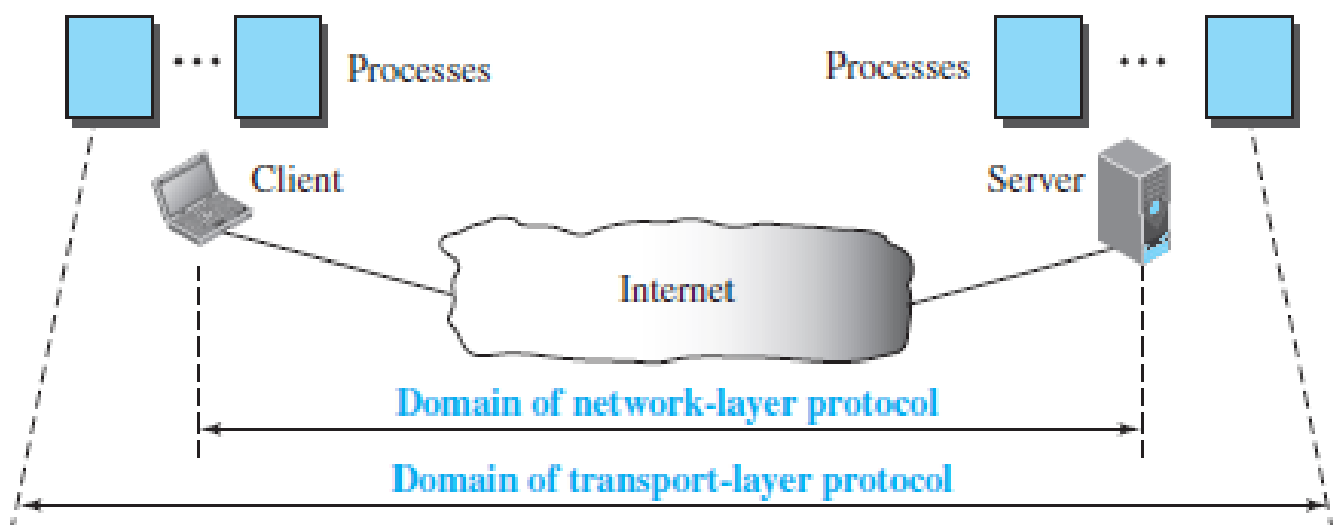 Processes
Processes
Client
Server
Internet
Domain of network-layer protocol
Domain of transport-layer protocol